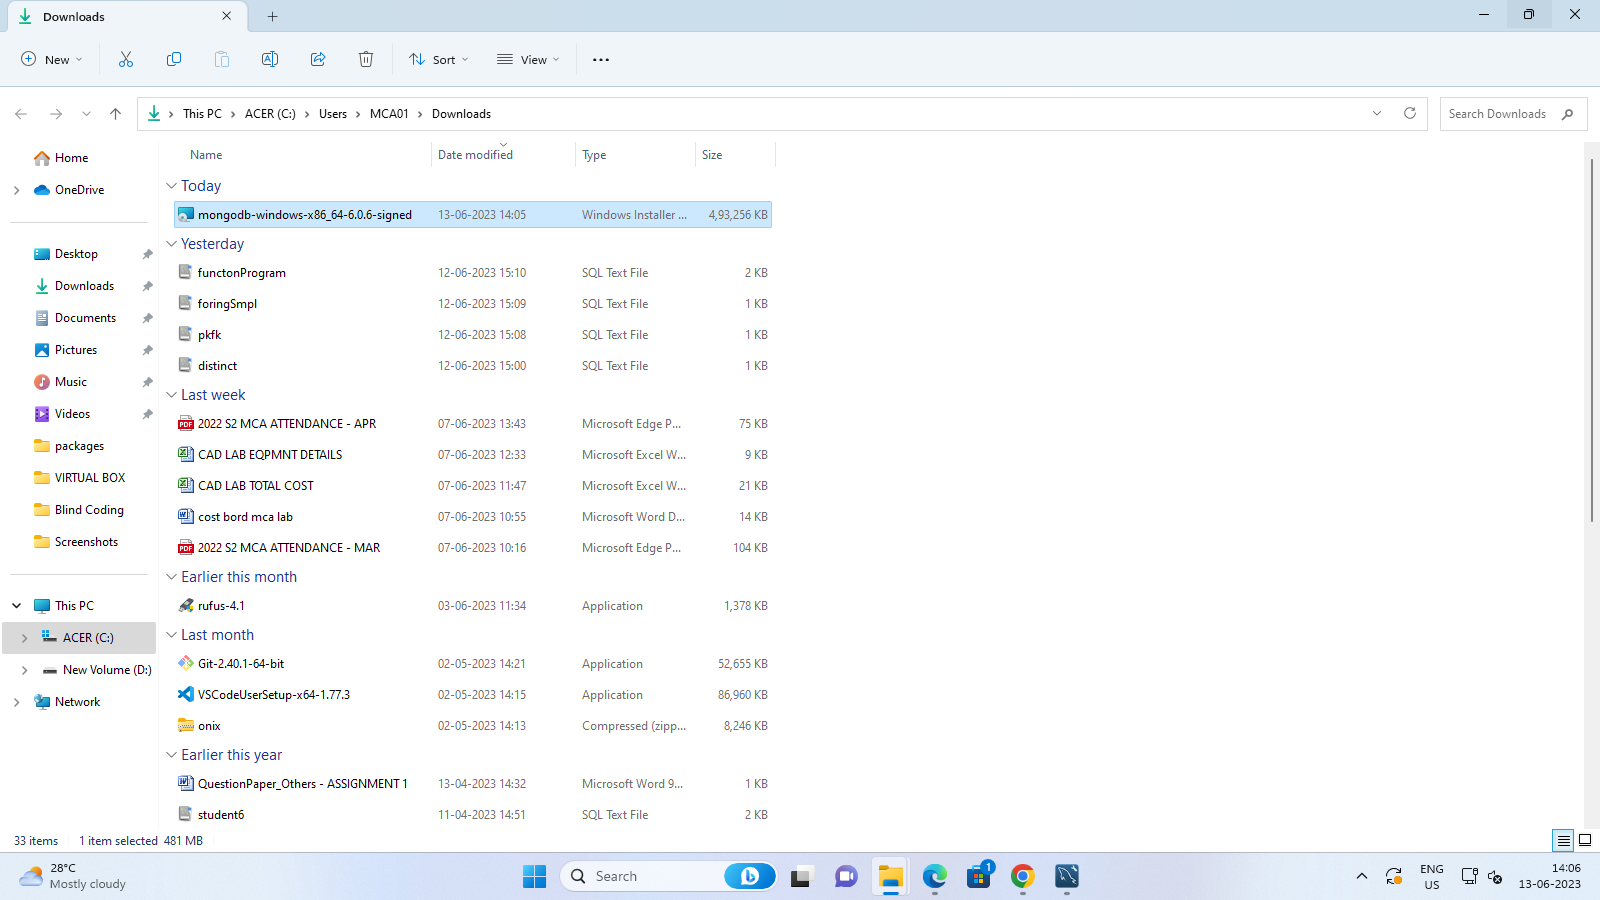 Downloads
New
Sort
View
This PC
ACER (C:)
Users
MCA01
Downloads
Search Downloads
Home
OneDrive
Desktop
Downloads
Documents
Pictures
Music
Videos
packages
VIRTUAL BOX
Blind Coding
Screenshots
This PC
ACER (C:)
New Volume (D:)
Network
Name Date modified Type Size
Today
mongodb-windows-x86_64-6.0.6-signed 13-06-2023 14:05 Windows Installer ... 4,93,256 KB
Yesterday
functonProgram 12-06-2023 15:10 SQL Text File 2 KB
foringSmpl 12-06-2023 15:09 SQL Text File 1 KB
pkfk 12-06-2023 15:08 SQL Text File 1 KB
distinct 12-06-2023 15:00 SQL Text File 1 KB
Last week
PDF 2022 S2 MCA ATTENDANCE - APR 07-06-2023 13:43 Microsoft Edge P... 75 KB
CAD LAB EQPMNT DETAILS 07-06-2023 12:33 Microsoft Excel W... 9 KB
CAD LAB TOTAL COST 07-06-2023 11:47 Microsoft Excel W... 21 KB
cost bord mca lab 07-06-2023 10:55 Microsoft Word D... 14 KB
PDF 2022 S2 MCA ATTENDANCE - MAR 07-06-2023 10:16 Microsoft Edge P... 104 KB
Earlier this month
rufus-4.1 03-06-2023 11:34 Application 1,378 KB
Last month
Git-2.40.1-64-bit 02-05-2023 14:21 Application 52,655 KB
VSCodeUserSetup-x64-1.77.3 02-05-2023 14:15 Application 86,960 KB
onix 02-05-2023 14:13 Compressed (zipp... 8,246 KB
Earlier this year
QuestionPaper_Others - ASSIGNMENT 1 13-04-2023 14:32 Microsoft Word 9... 1 KB
student6 11-04-2023 14:51 SQL Text File 2 KB
33 items 1 item selected 481 MB
28°C
Mostly cloudy
Search
1
ENG
US
14:06
13-06-2023